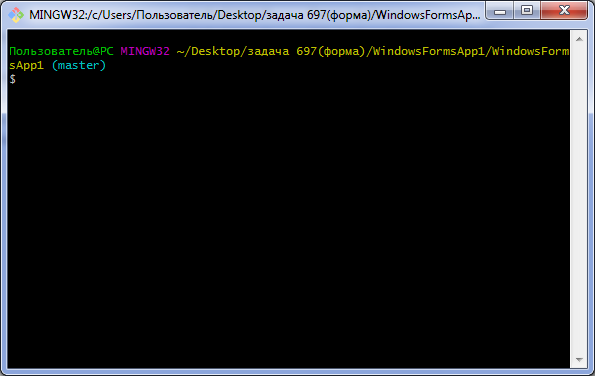 MINGW32:/c/Users/Пользователь/Desktop/задача 697(форма)/WindowsFormsAp...
Пользователь@PC MINGW32 ~/Desktop/задача 697(форма)/WindowsFormsApp1/WindowsForm
sApp1 (master)
$